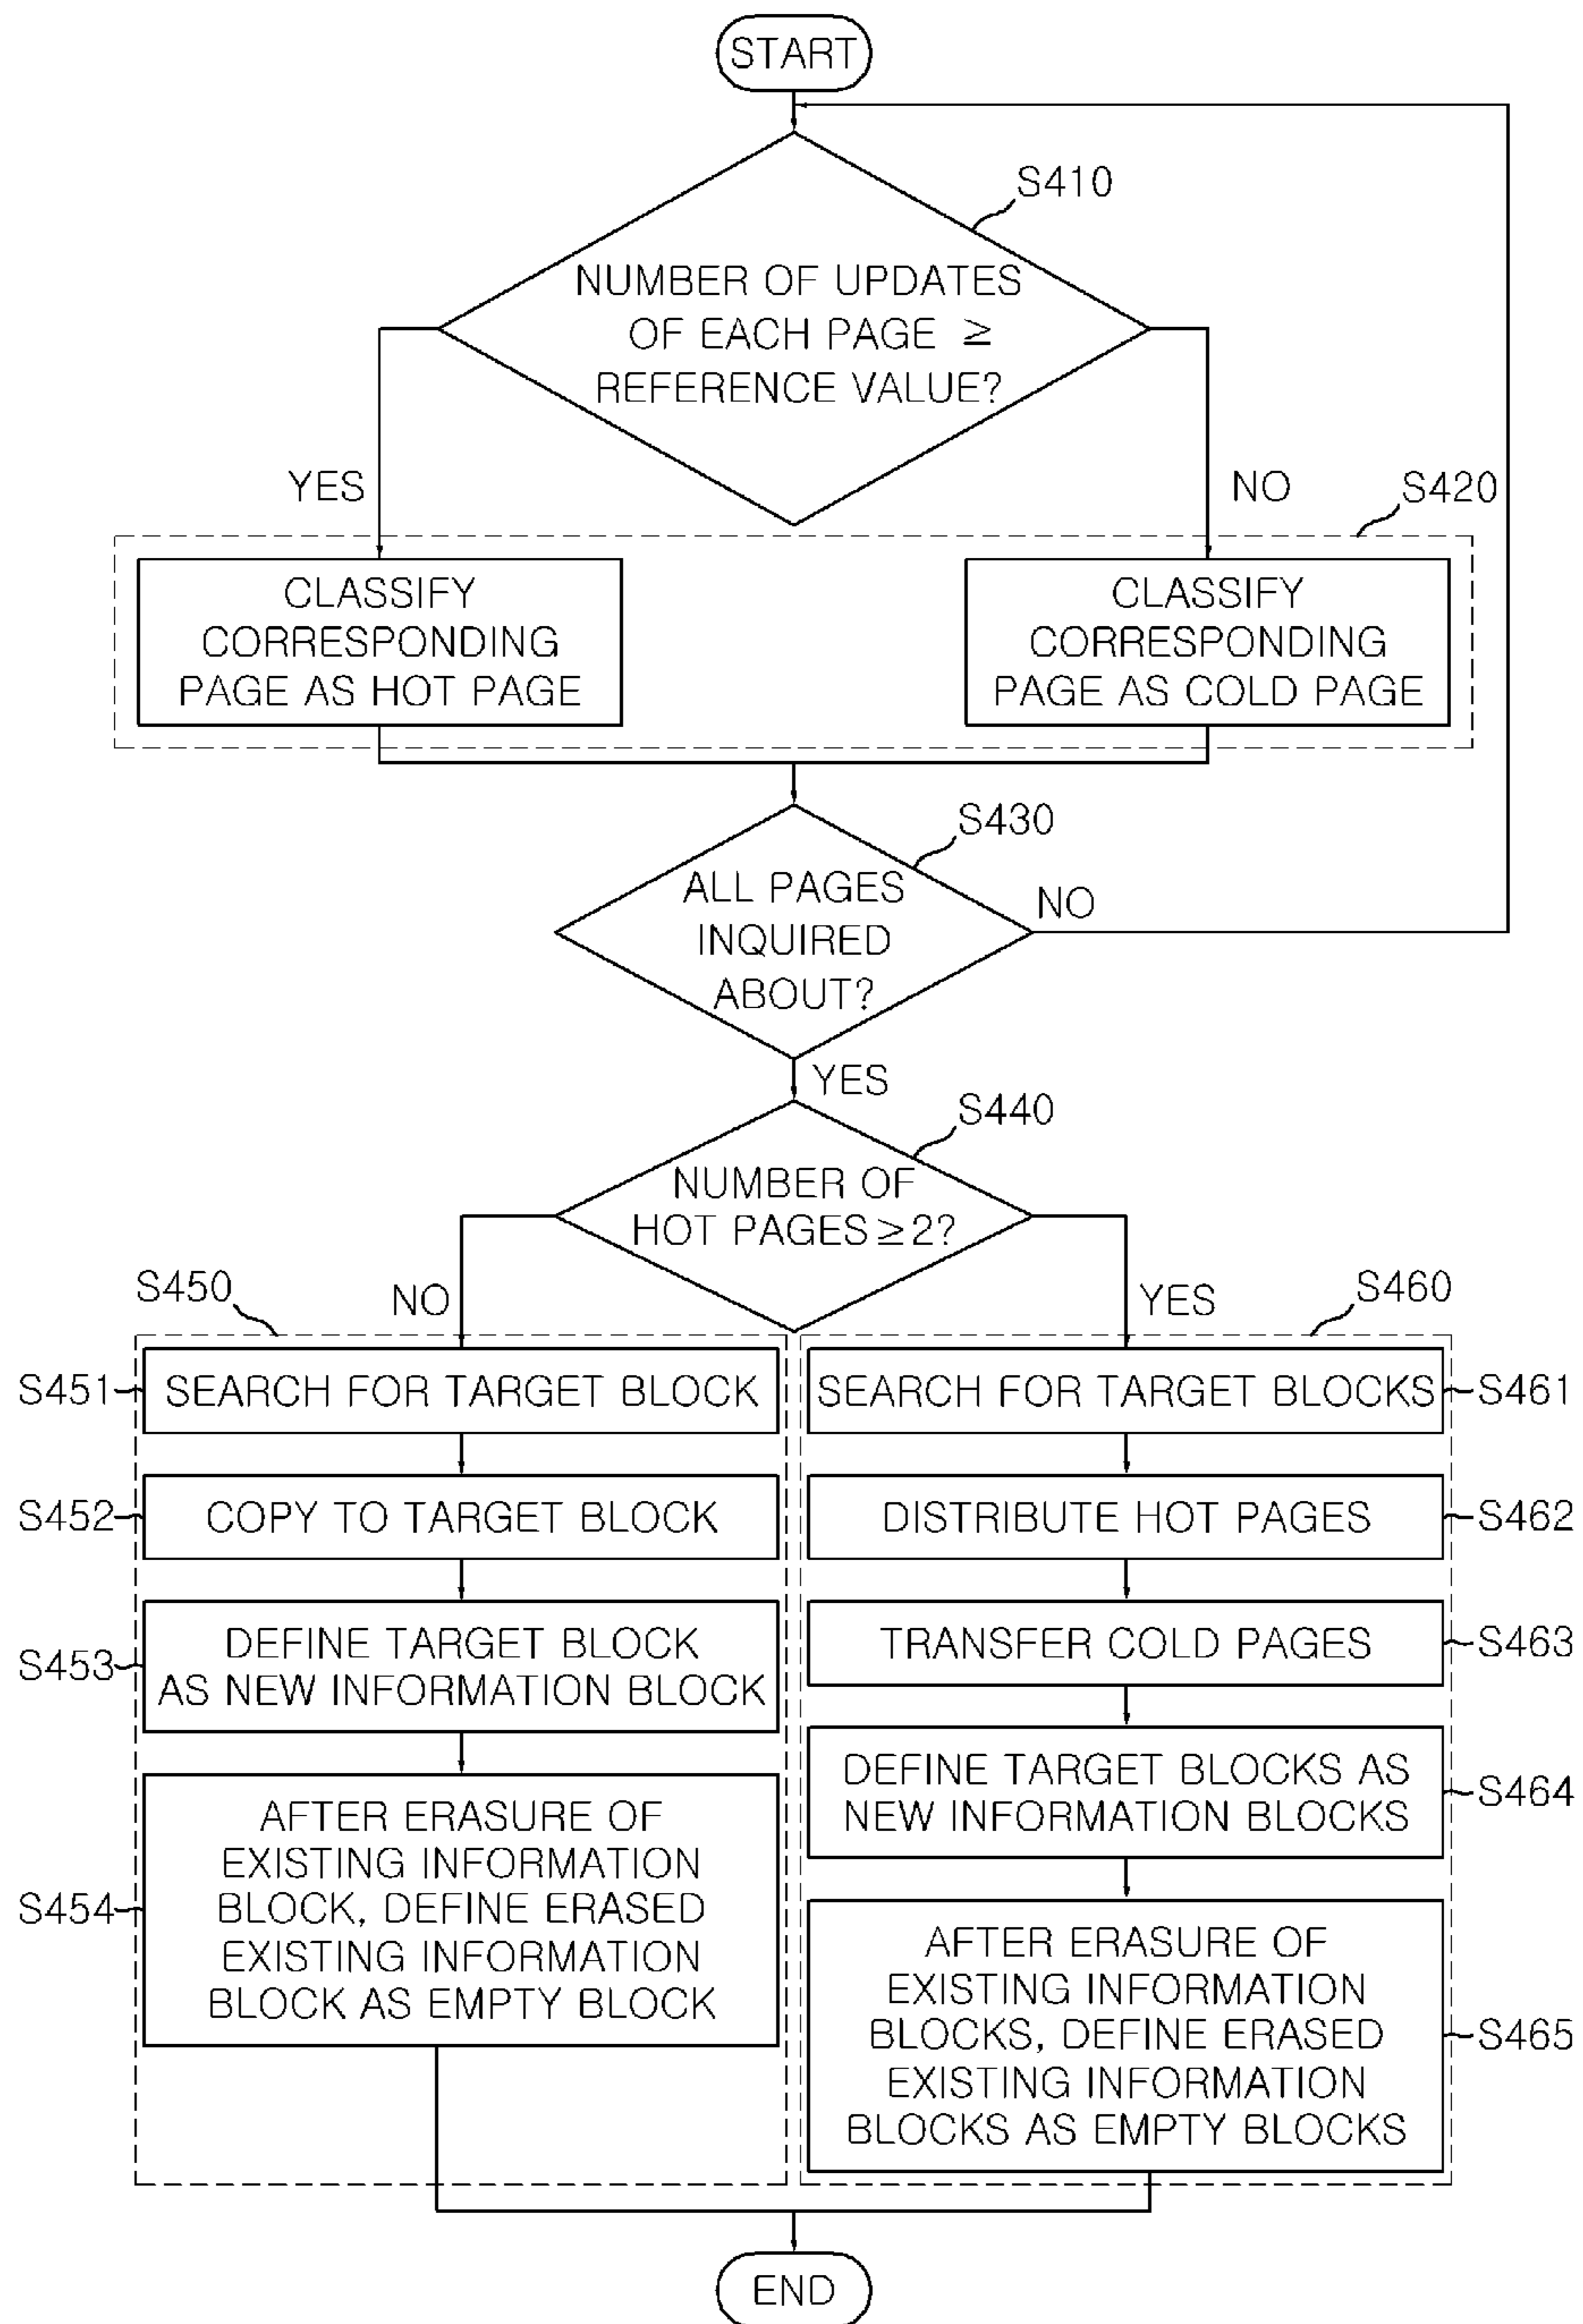 START
S410
NUMBER OF UPDATES
OF EACH PAGE ≥
REFERENCE VALUE?
YES
NO
S420
CLASSIFY
CORRESPONDING
PAGE AS HOT PAGE
CLASSIFY
CORRESPONDING
PAGE AS COLD PAGE
S430
ALL PAGES
INQUIRED
ABOUT?
NO
YES
S440
NUMBER OF
HOT PAGES≥2?
S450
NO
YES
S460
S451
SEARCH FOR TARGET BLOCK
S452
COPY TO TARGET BLOCK
S453
DEFINE TARGET BLOCK
AS NEW INFORMATION BLOCK
S454
AFTER ERASURE OF
EXISTING INFORMATION
BLOCK, DEFINE ERASED
EXISTING INFORMATION
BLOCK AS EMPTY BLOCK
SEARCH FOR TARGET BLOCKS
S461
DISTRIBUTE HOT PAGES
S462
TRANSFER COLD PAGES
S463
DEFINE TARGET BLOCKS AS
NEW INFORMATION BLOCKS
S464
AFTER ERASURE OF
EXISTING INFORMATION
BLOCKS, DEFINE ERASED
EXISTING INFORMATION
BLOCKS AS EMPTY BLOCKS
S465
END